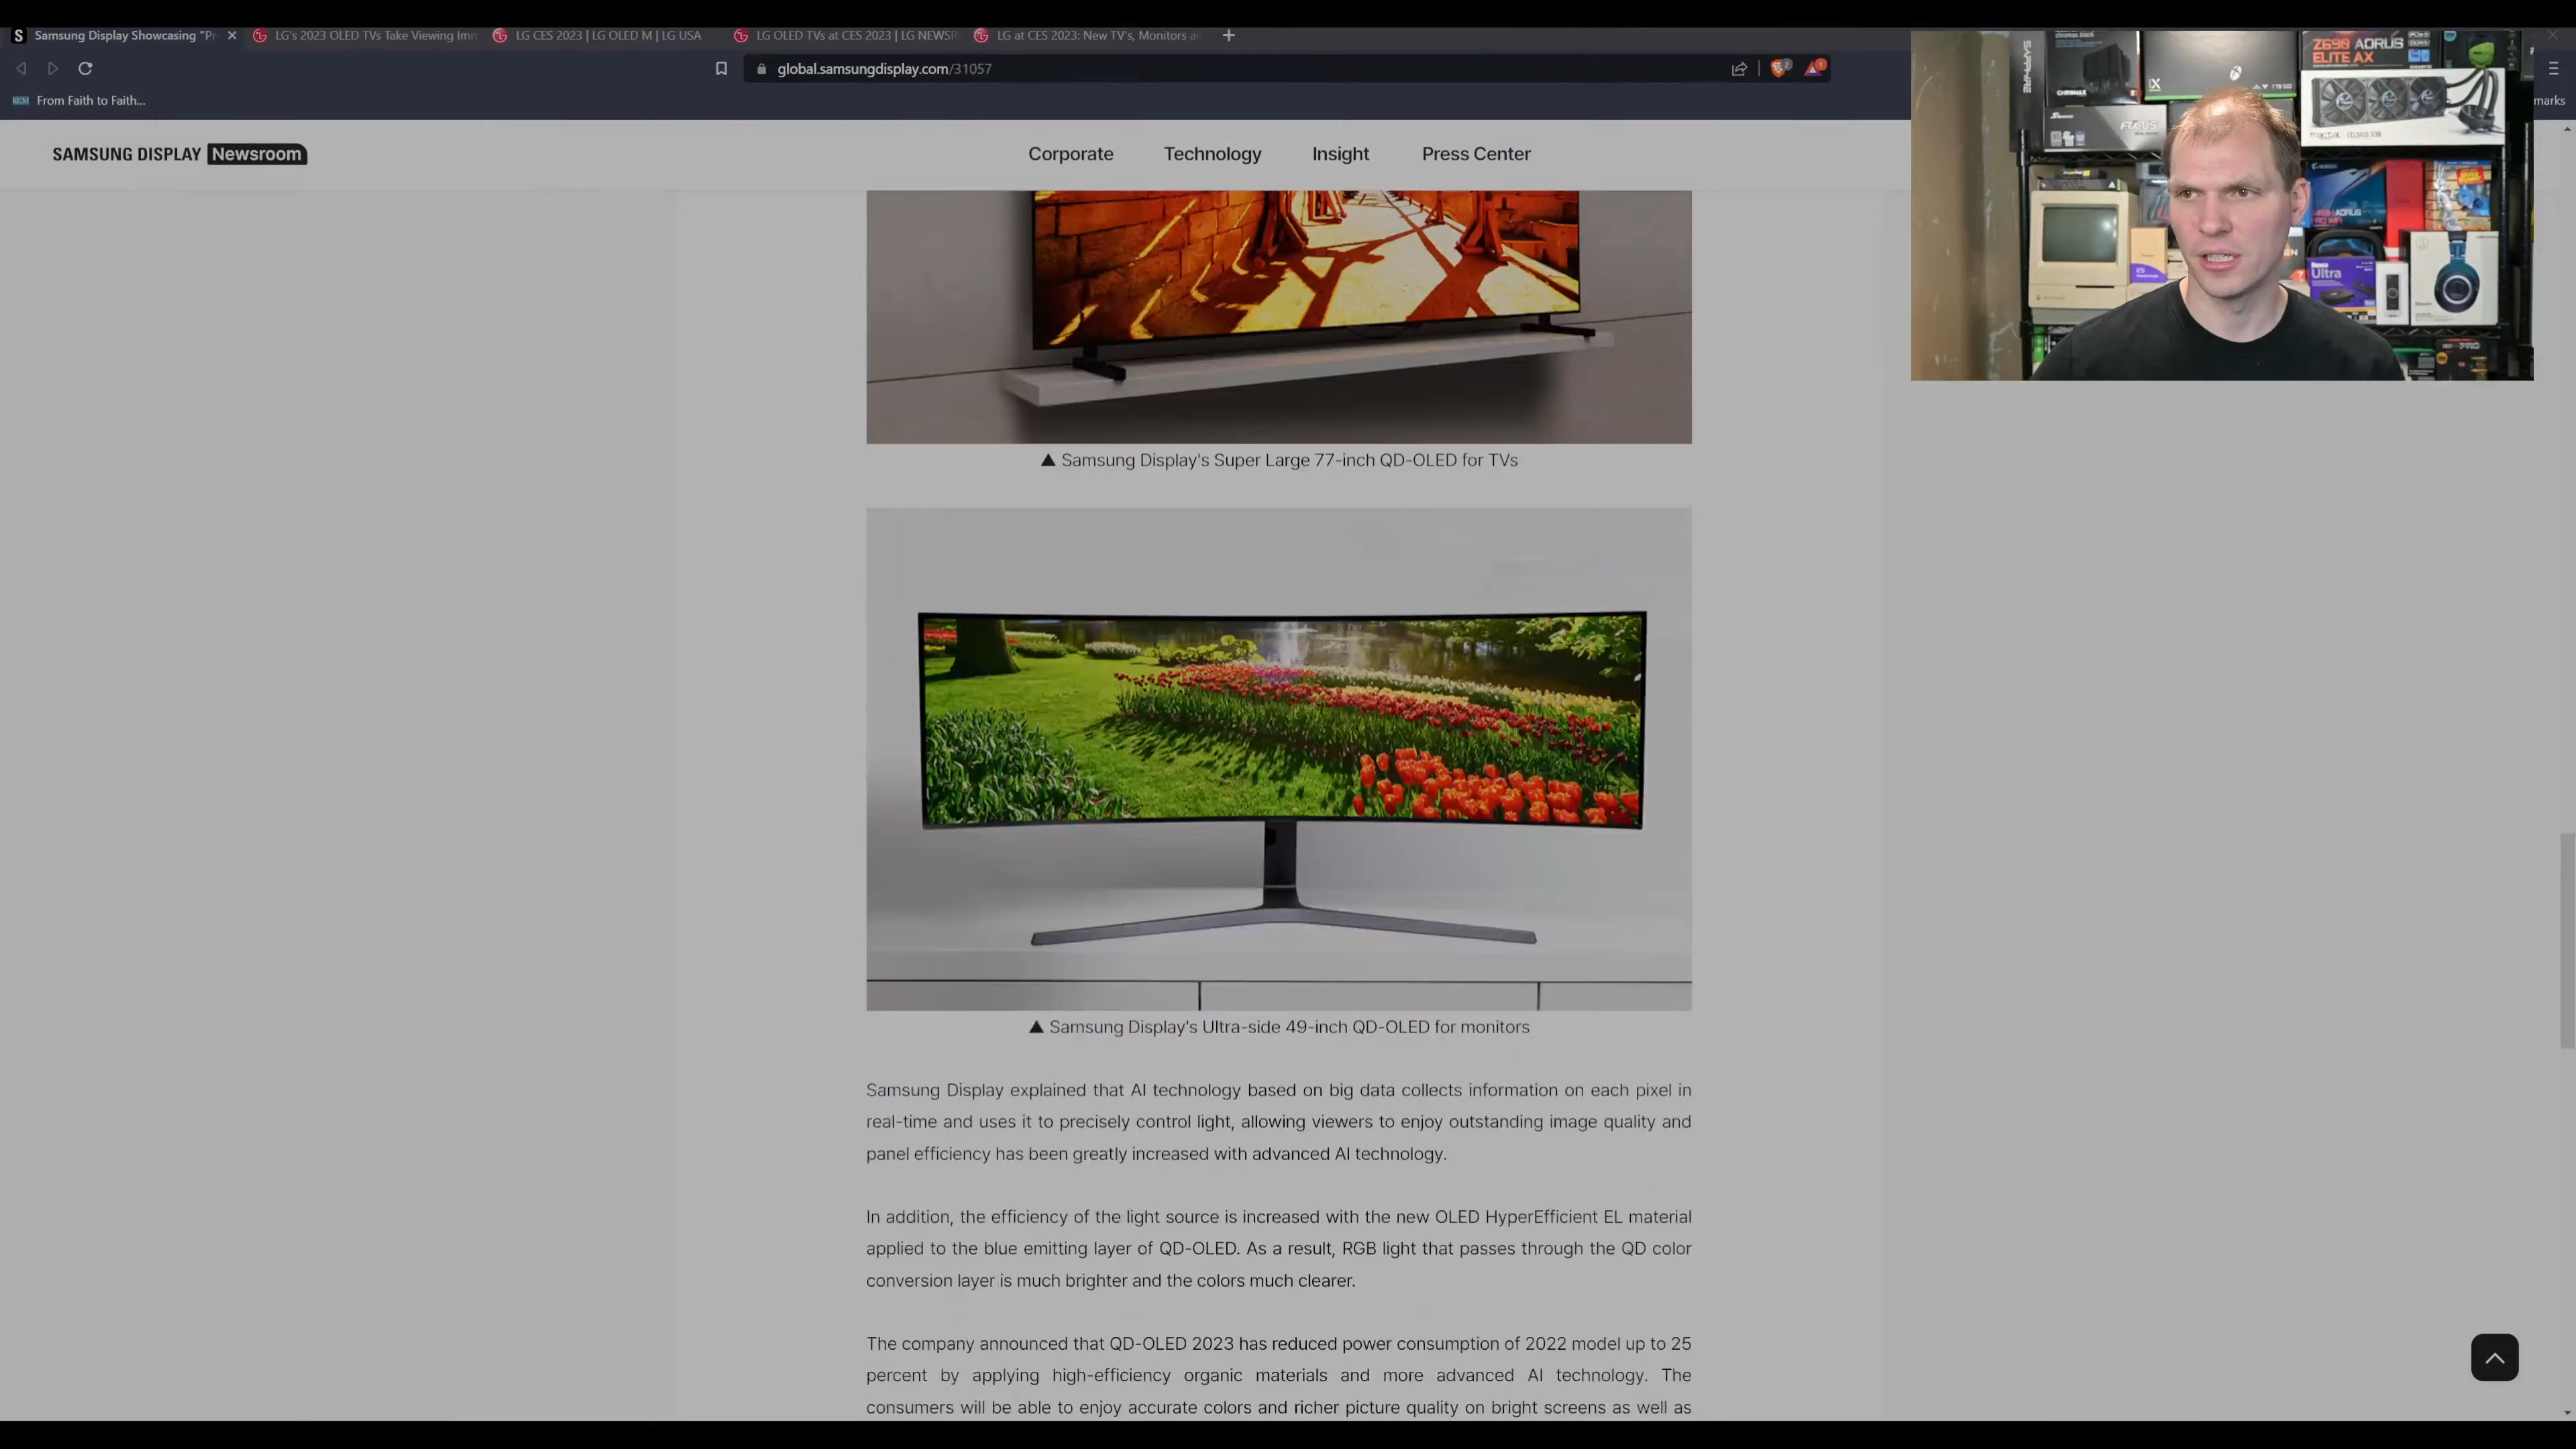 Samsung Display Showcasing "Pr
LG's 2023 OLED TVs Take Viewing Imm
LG CES 2023 | LG OLED M | LG USA
LG OLED TVs at CES 2023 | LG NEWSR
LG at CES 2023: New TV's, Monitors a
global.samsungdisplay.com/31057
From Faith to Faith...
marks
SAMSUNG DISPLAY Newsroom
Corporate
Technology
Insight
Press Center
Z690 AORUS
ELITE AX
SAPPHIRE
CHROMAX
FOCUS
fractal
Ultra
▲ Samsung Display's Super Large 77-inch QD-OLED for TVs
▲ Samsung Display's Ultra-side 49-inch QD-OLED for monitors
Samsung Display explained that AI technology based on big data collects information on each pixel in
real-time and uses it to precisely control light, allowing viewers to enjoy outstanding image quality and
panel efficiency has been greatly increased with advanced AI technology.
In addition, the efficiency of the light source is increased with the new OLED HyperEfficient EL material
applied to the blue emitting layer of QD-OLED. As a result, RGB light that passes through the QD color
conversion layer is much brighter and the colors much clearer.
The company announced that QD-OLED 2023 has reduced power consumption of 2022 model up to 25
percent by applying high-efficiency organic materials and more advanced AI technology. The
consumers will be able to enjoy accurate colors and richer picture quality on bright screens as well as